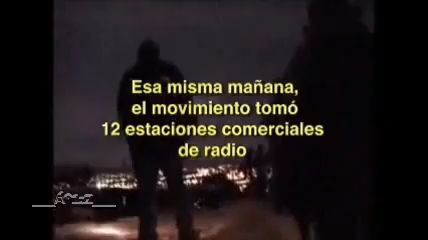 Esa misma mañana,
el movimiento tomó
12 estaciones comerciales
de radio